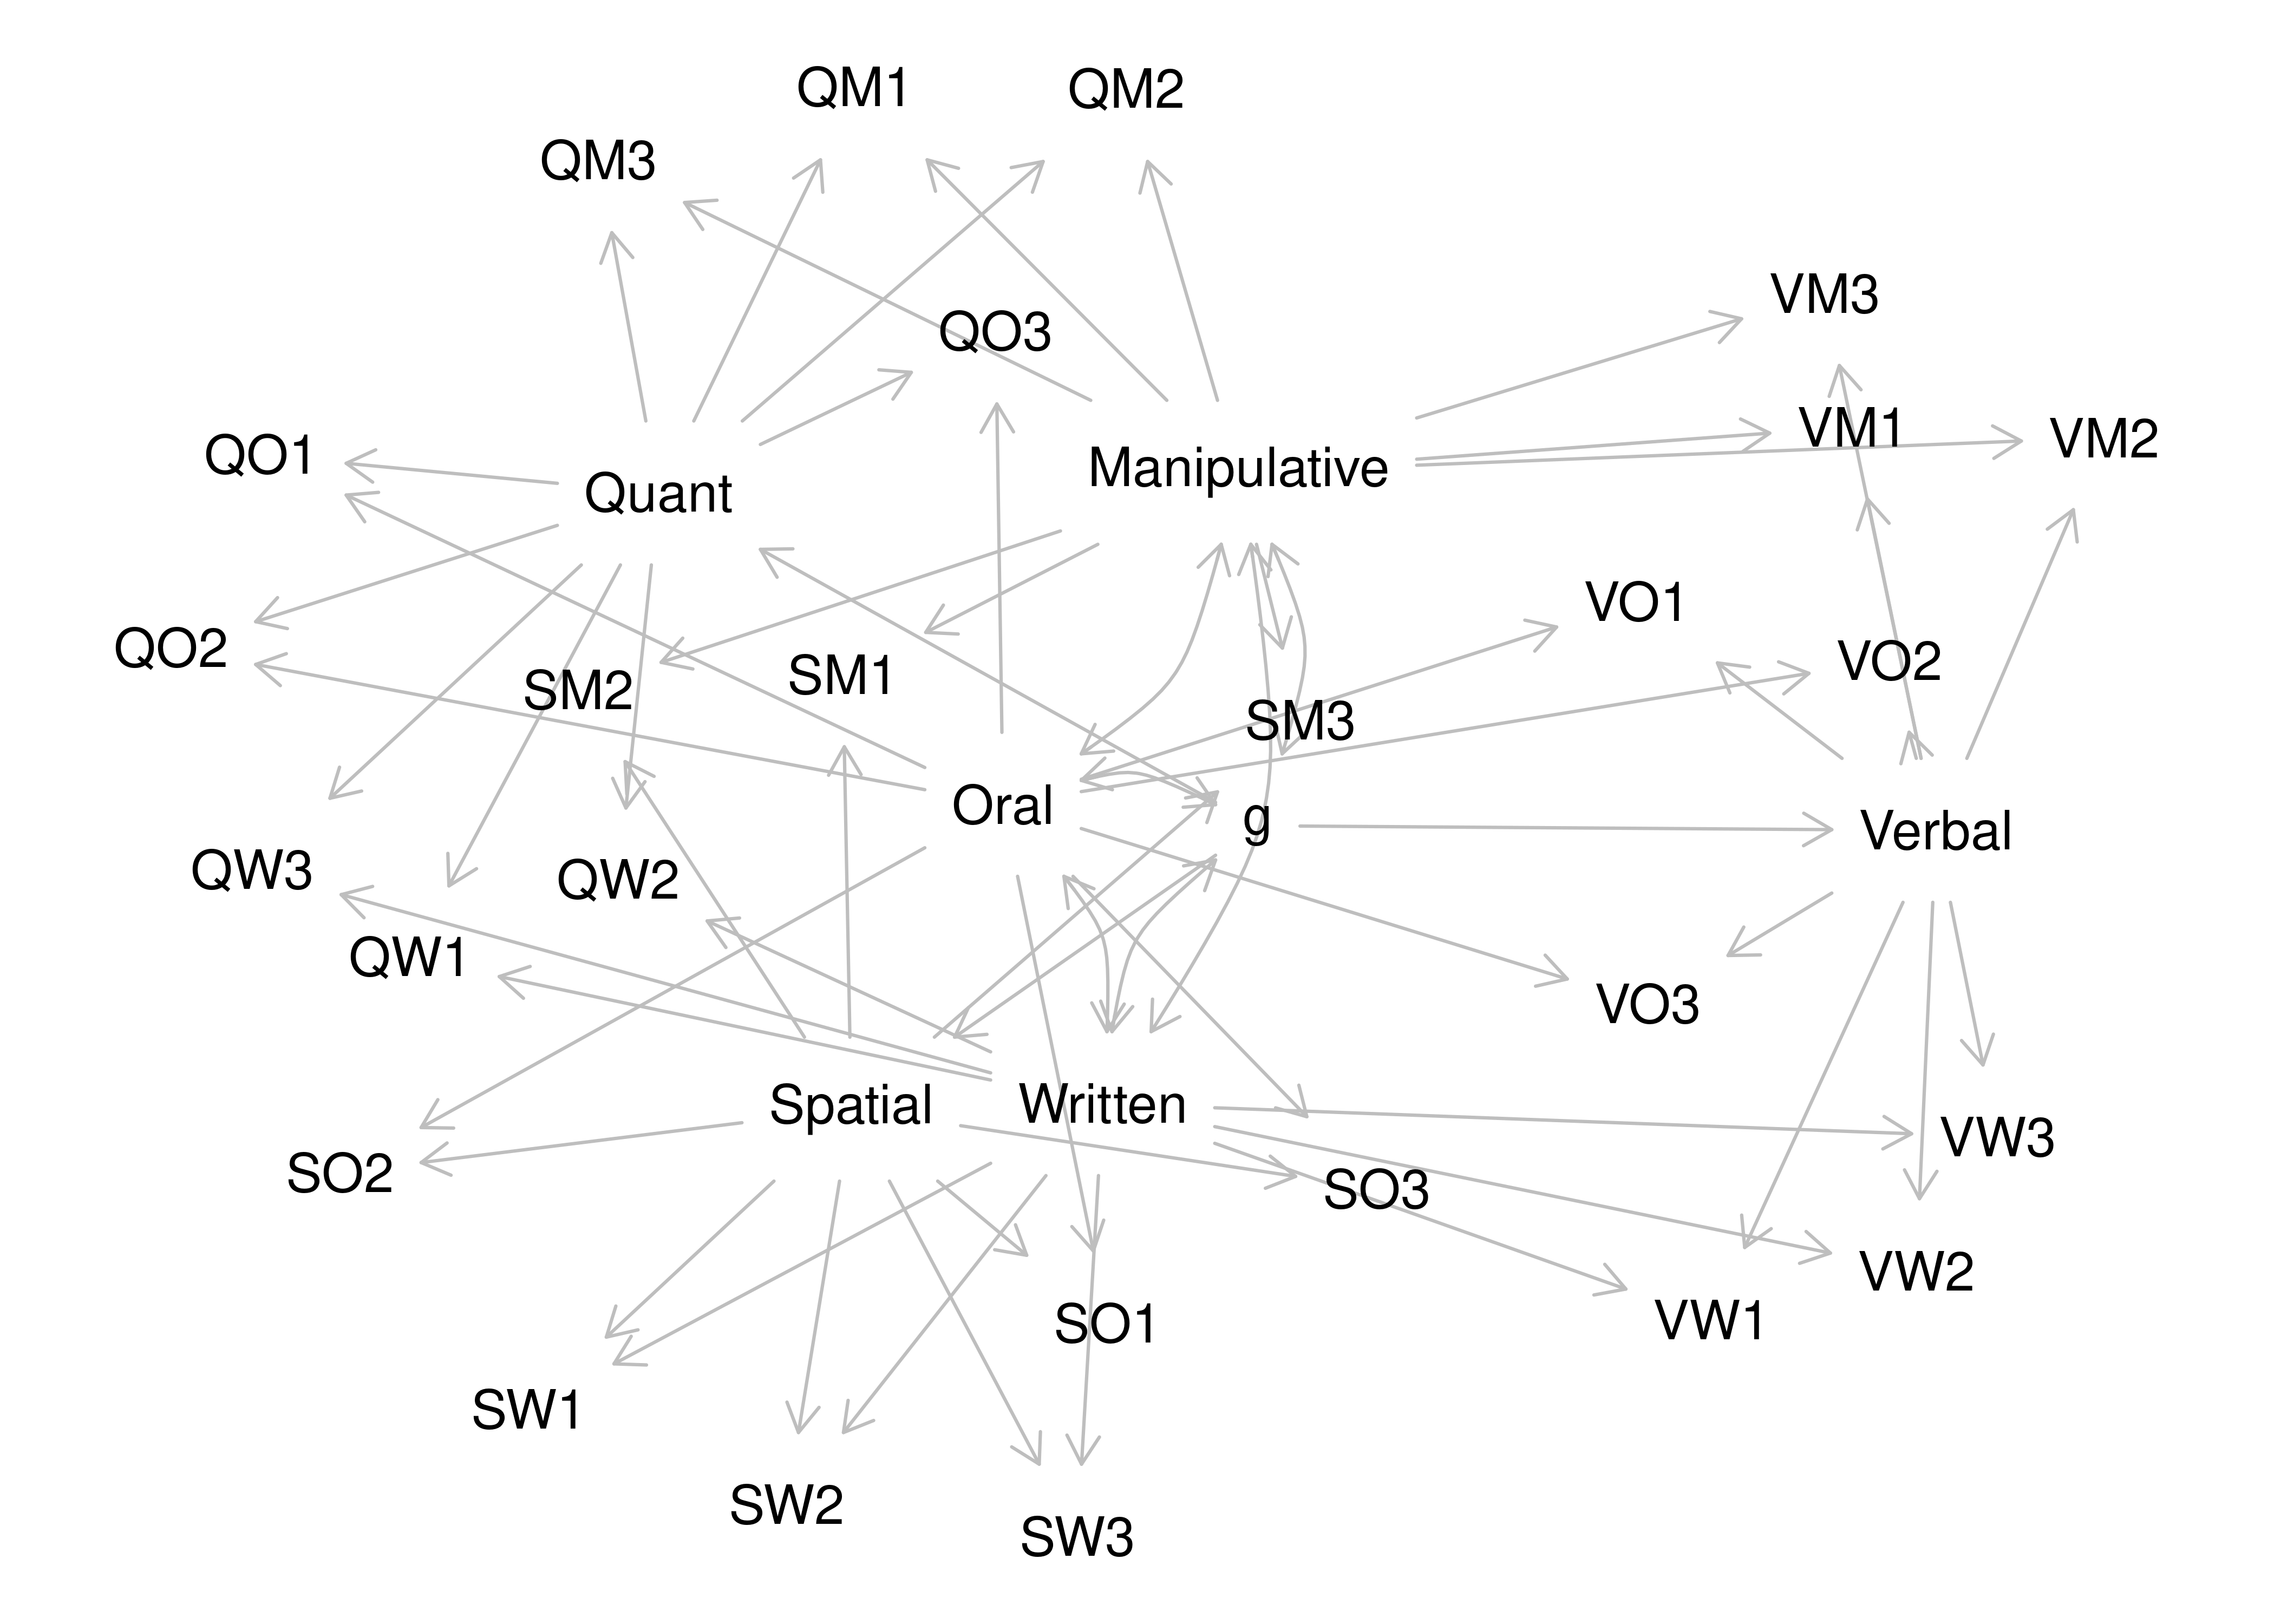 QM1
QM2
QM3
VM3
QO3
VM1
VM2
QO1
Manipulative
Quant
VO1
QO2
VO2
SM1
SM2
SM3
Oral
g
Verbal
QW3
QW2
QW1
VO3
Spatial
Written
VW3
SO2
SO3
VW2
VW1
SO1
SW1
SW2
SW3